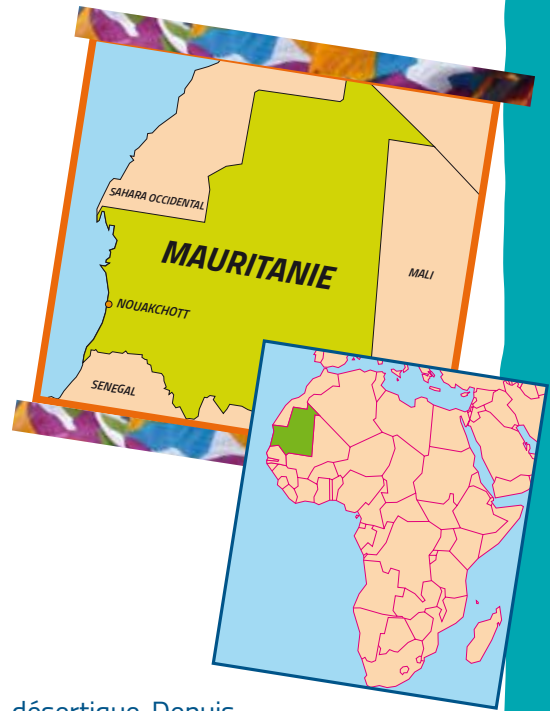 SAHARA OCCIDENTAL
MAURITANIE
MALI
NOUAKCHOTT
SENEGAL
désertique. Depuis